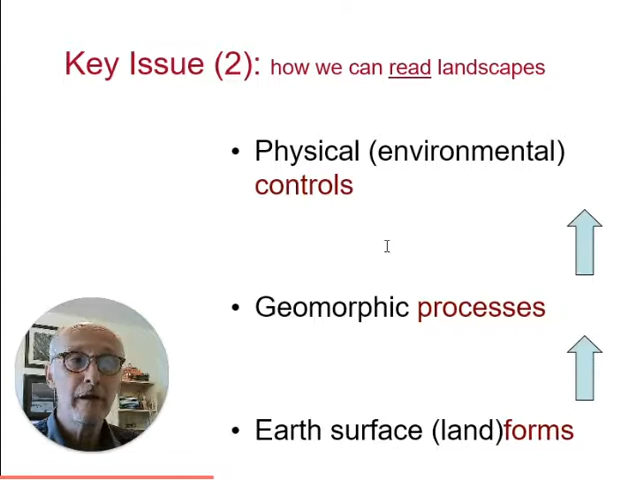 Key Issue (2): how we can read landscapes
• Physical (environmental)
controls
• Geomorphic processes
• Earth surface (land)forms